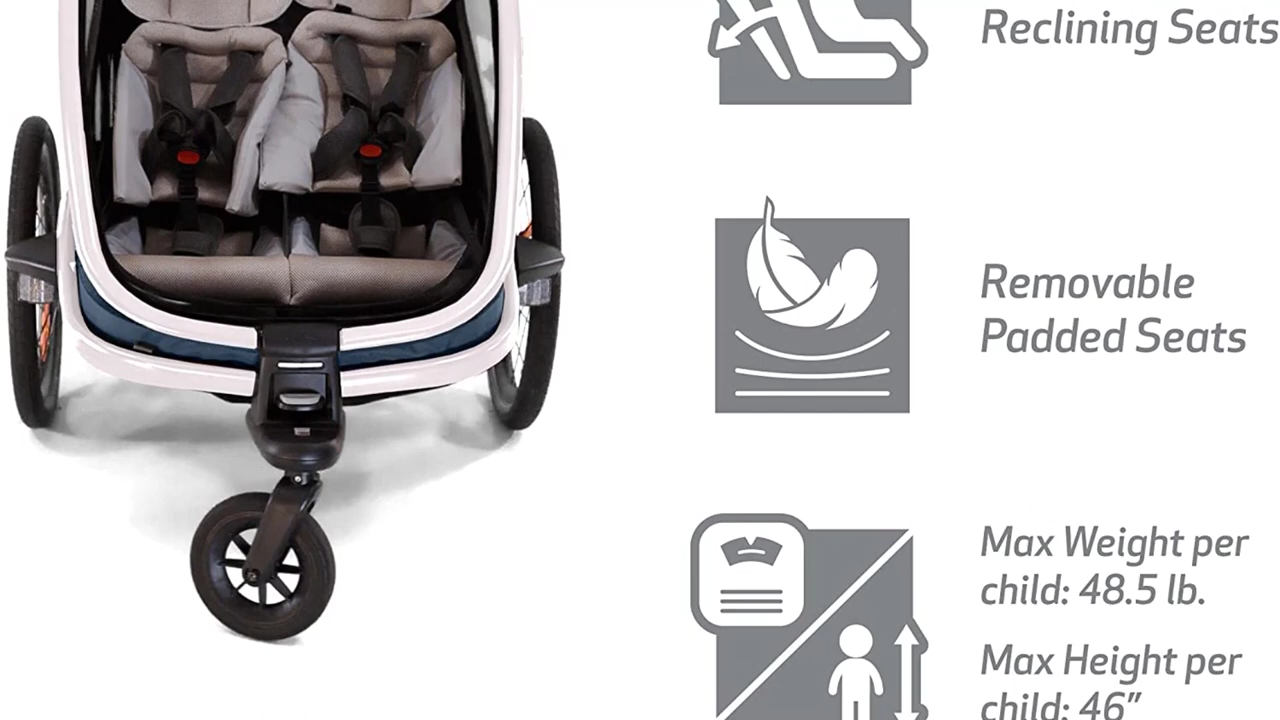 Reclining Seats
Removable
Padded Seats
Max Weight per
child: 48.5 lb.
Max Height per
child: 46”